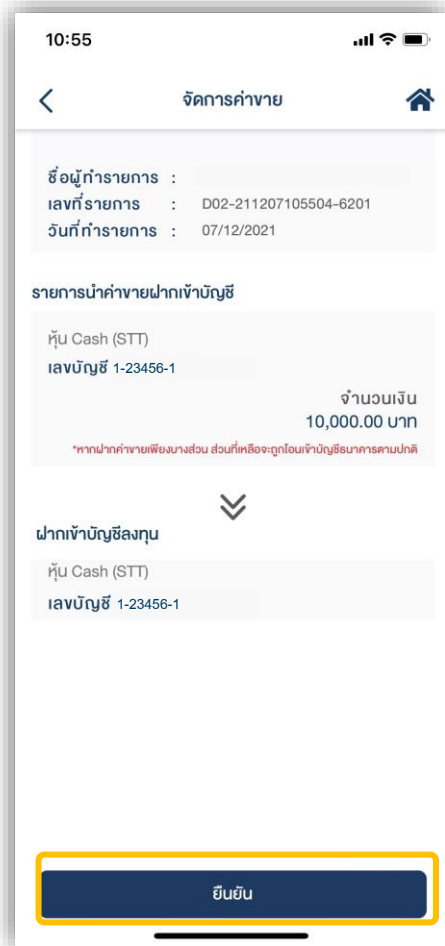 10:55
จัดการค่าขาย
ชื่อผู้ทำรายการ :
เลขที่รายการ : D02-211207105504-6201
วันที่ทำรายการ : 07/12/2021
รายการนำค่าขายฝากเข้าบัญชี
หุ้น Cash (STT)
เลขบัญชี 1-23456-1
จำนวนเงิน
10,000.00 บาท
*หากฝากค่าขายเพียงบางส่วน ส่วนที่เหลือจะถูกโอนเข้าบัญชีธนาคารตามปกติ
ฝากเข้าบัญชีลงทุน
หุ้น Cash (STT)
เลขบัญชี 1-23456-1
ยืนยัน